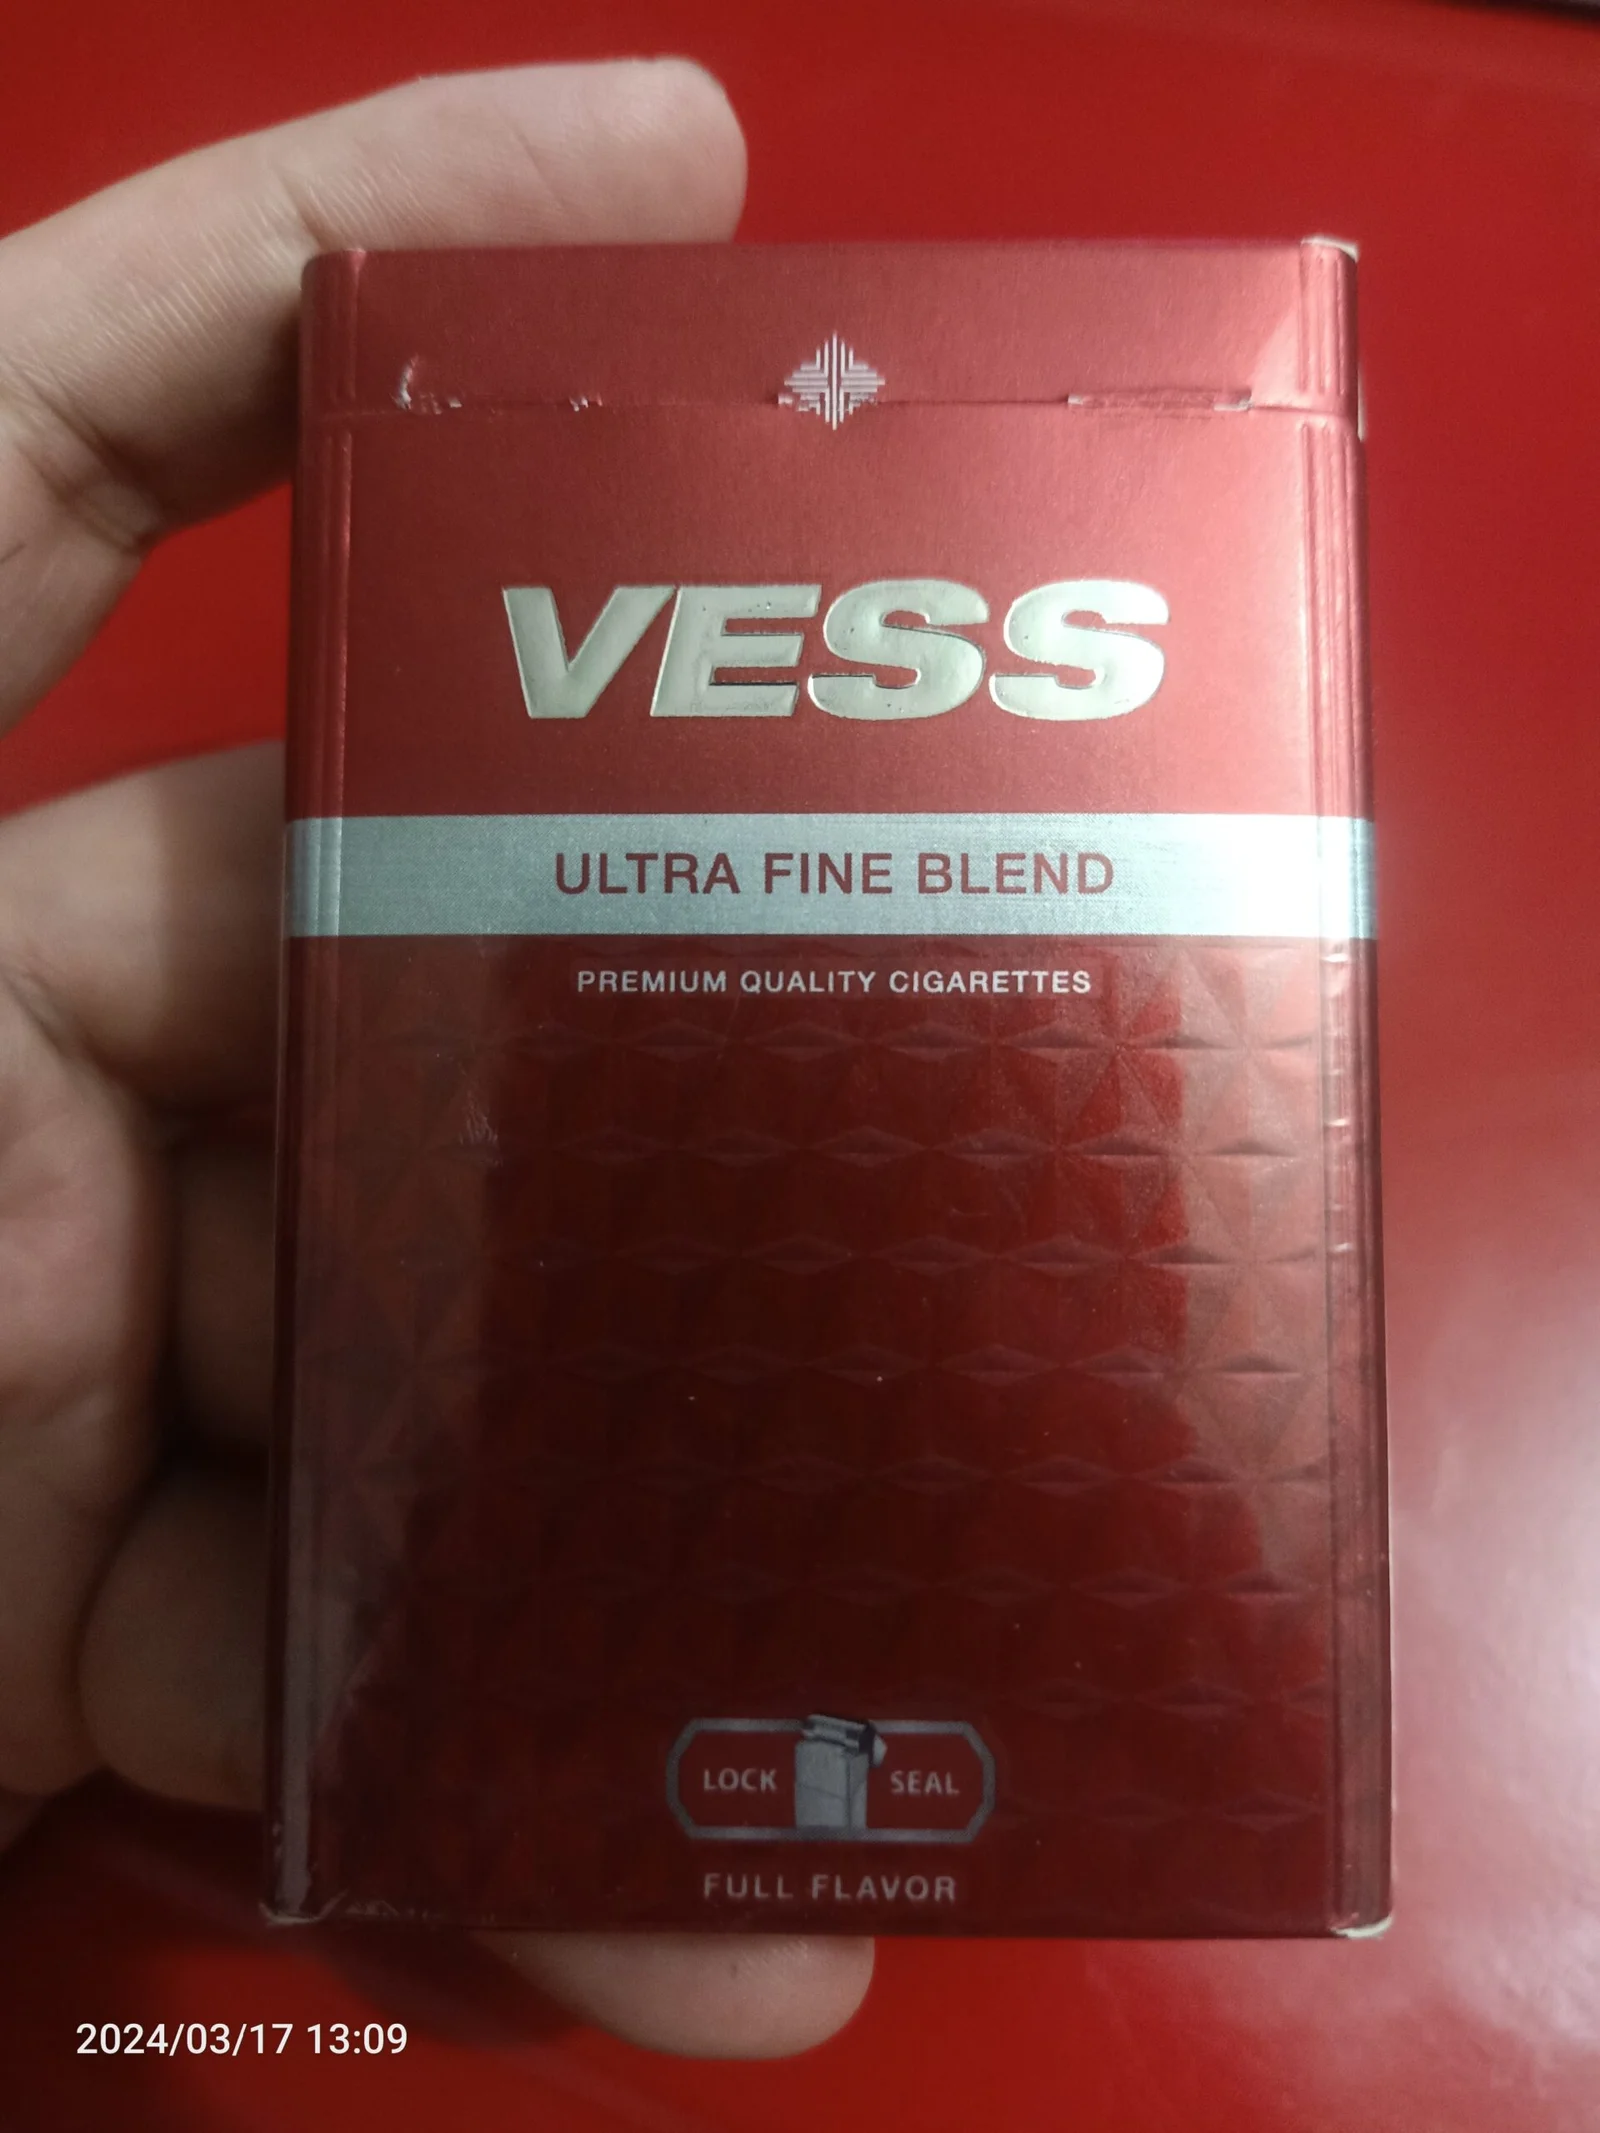 VESS
ULTRA FINE BLEND
PREMIUM QUALITY CIGARETTES
LOCK SEAL
FULL FLAVOR
2024/03/17 13:09